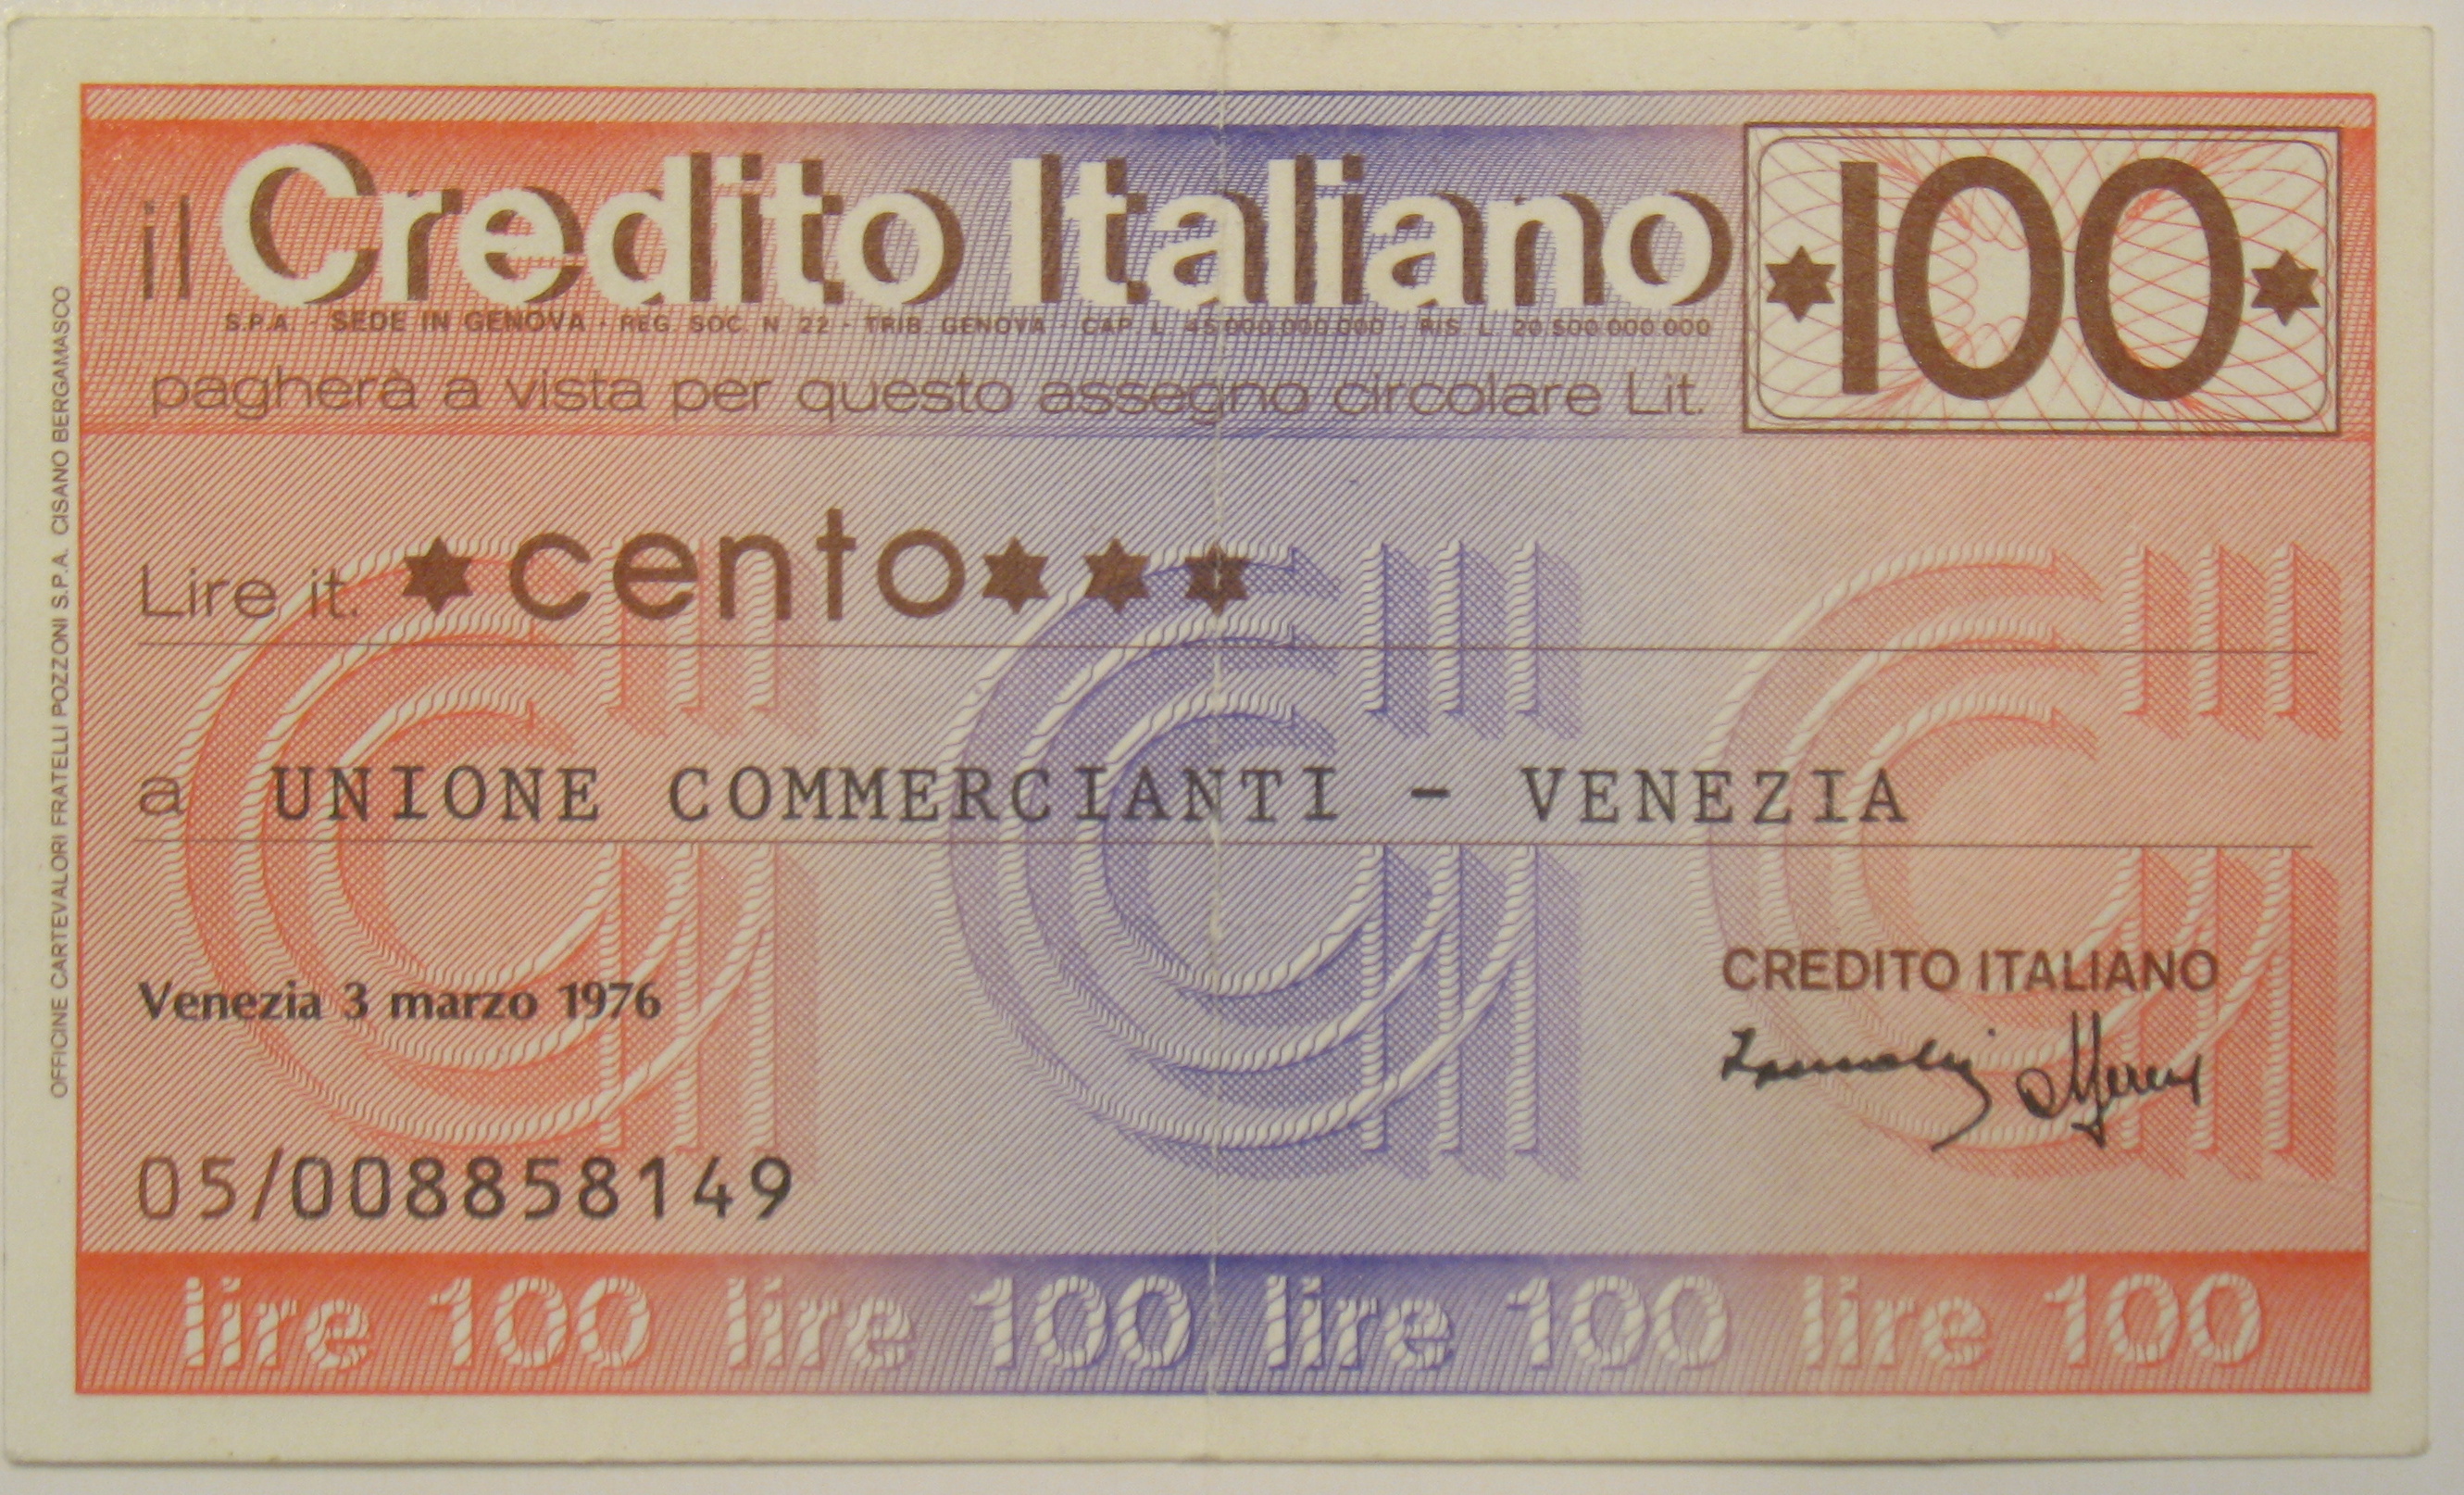 il Credito Italiano
S.P.A. - SEDE IN GENOVA - REG. SOC. N. 22 - TRIB. GENOVA - CAP. L. 45.000.000.000 - RIS. L. 20.500.000.000
pagherà a vista per questo assegno circolare Lit.
★100★
Lire it. ★cento★★★
a UNIONE COMMERCIANTI - VENEZIA
Venezia 3 marzo 1976
CREDITO ITALIANO
05/008858149
lire 100 lire 100 lire 100 lire 100
OFFICINE CARTEVALORI FRATELLI POZZONI S.P.A. CISANO BERGAMASCO